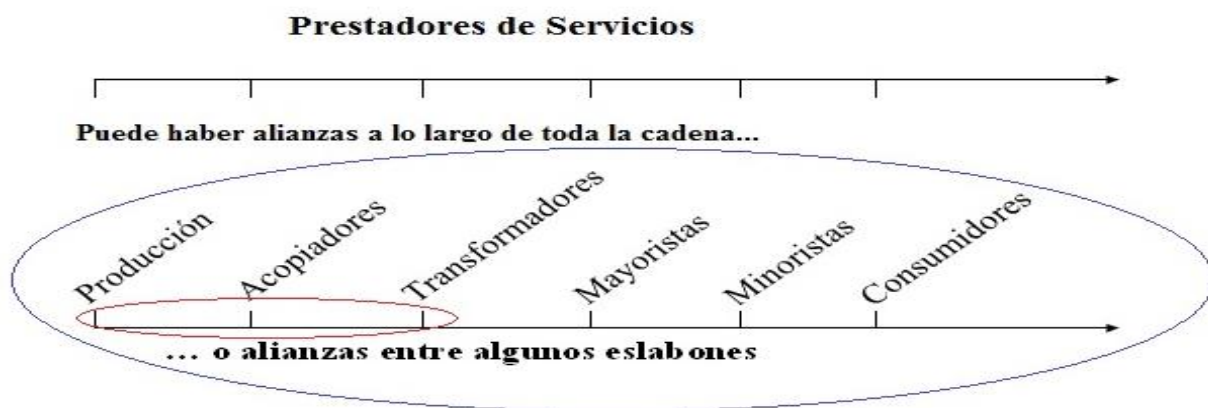 Prestadores de Servicios
Puede haber alianzas a lo largo de toda la cadena...
Producción
Acopiadores
Transformadores
Mayoristas
Minoristas
Consumidores
... o alianzas entre algunos eslabones